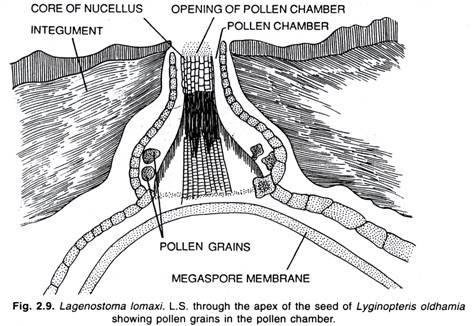 CORE OF NUCELLUS
OPENING OF POLLEN CHAMBER
INTEGUMENT
POLLEN CHAMBER
POLLEN GRAINS
MEGASPORE MEMBRANE
Fig. 2.9. Lagenostoma lomaxi. L.S. through the apex of the seed of Lyginopteris oldhamia
showing pollen grains in the pollen chamber.